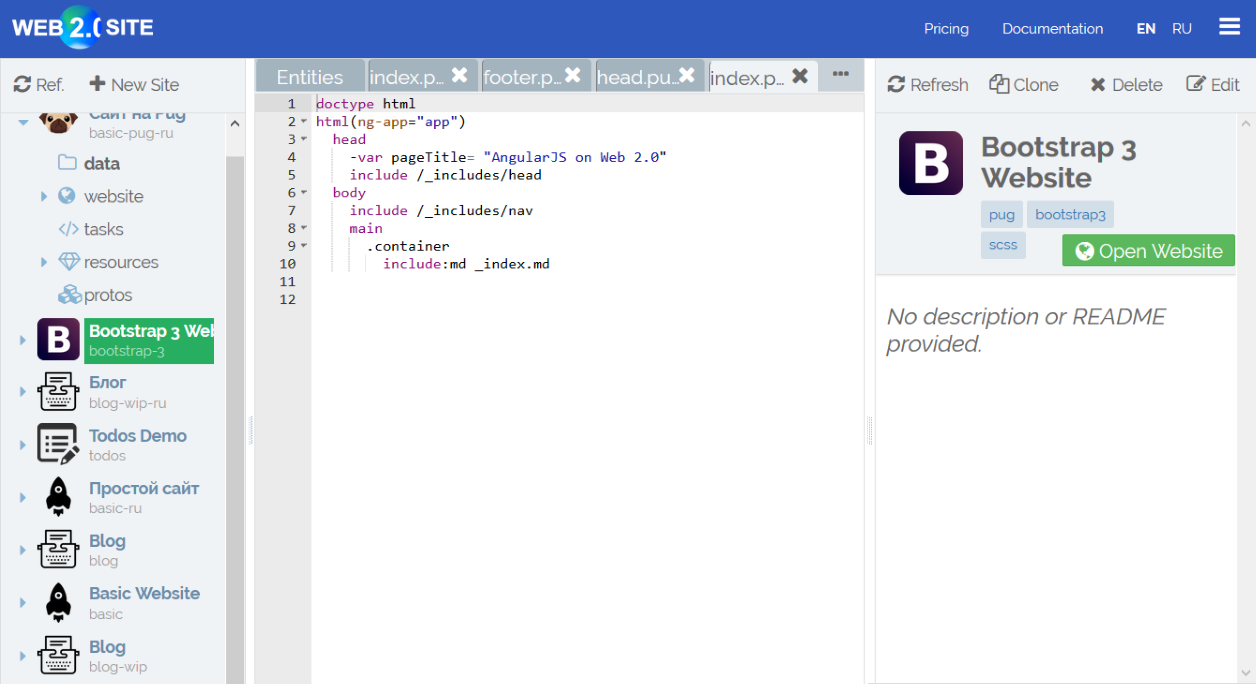 WEB 2.0 SITE
Pricing
Documentation
EN
RU
Ref.
New Site
Сайт на Pug
basic-pug-ru
data
website
tasks
resources
protos
Bootstrap 3 Wel
bootstrap-3
Блог
blog-wip-ru
Todos Demo
todos
Простой сайт
basic-ru
Blog
blog
Basic Website
basic
Blog
blog-wip
Entities
index.p...
footer.p...
head.pu...
index.p...
1 doctype html
2 html(ng-app="app")
3 head
4 -var pageTitle= "AngularJS on Web 2.0"
5 include /_includes/head
6 body
7 include /_includes/nav
8 main
9 .container
10 include:md _index.md
11
12
Refresh
Clone
Delete
Edit
B
Bootstrap 3
Website
pug
bootstrap3
scss
Open Website
No description or README
provided.